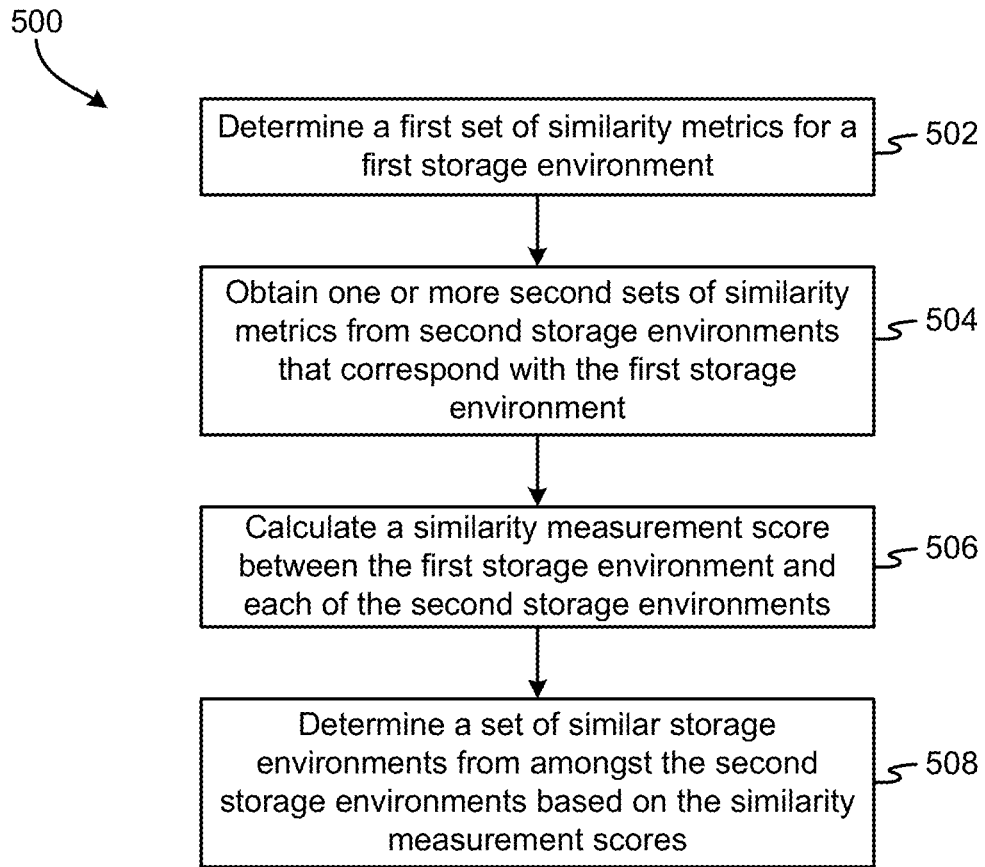 500
Determine a first set of similarity metrics for a
first storage environment
502
Obtain one or more second sets of similarity
metrics from second storage environments
that correspond with the first storage
environment
504
Calculate a similarity measurement score
between the first storage environment and
each of the second storage environments
506
Determine a set of similar storage
environments from amongst the second
storage environments based on the similarity
measurement scores
508